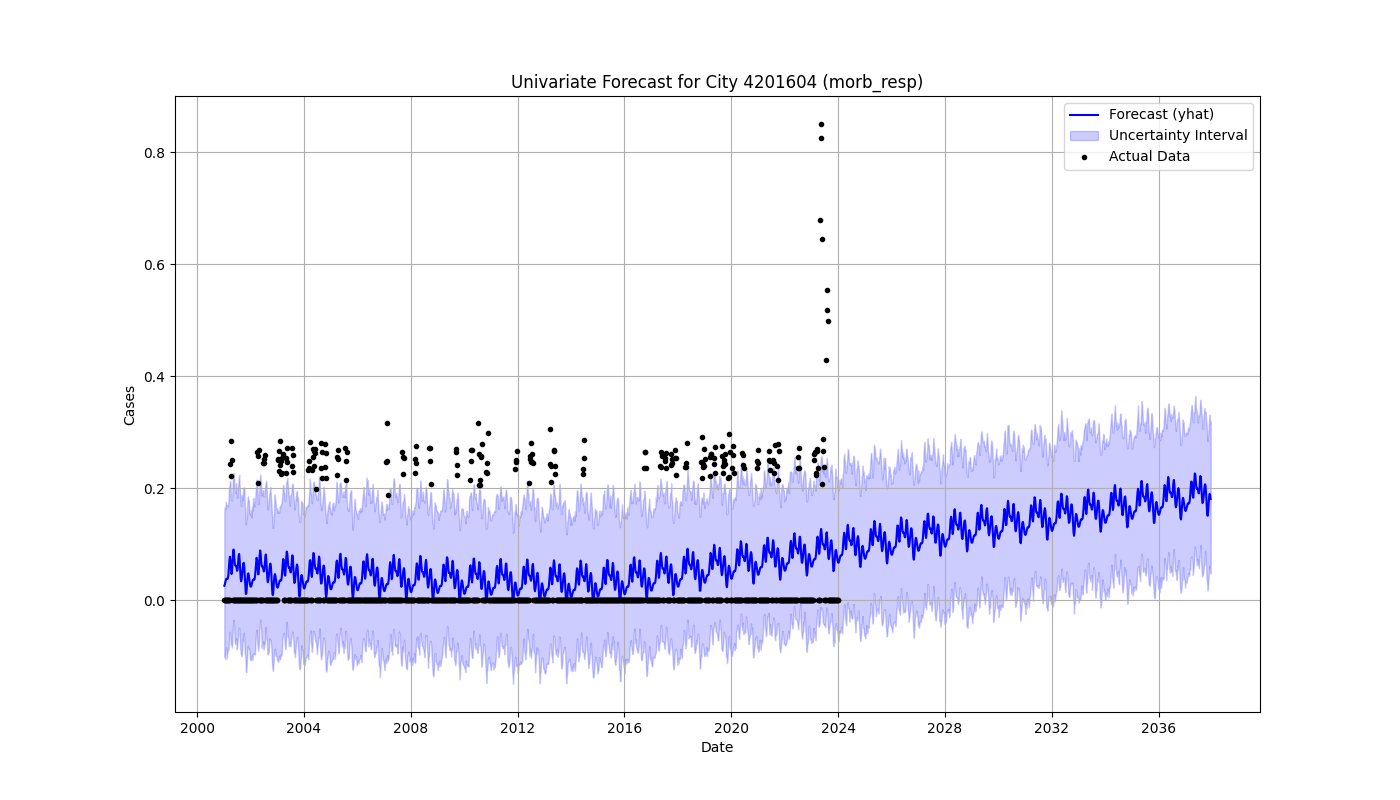 Univariate Forecast for City 4201604 (morb_resp)
Forecast (yhat)
Uncertainty Interval
Actual Data
Cases
0.8
0.6
0.4
0.2
0.0
2000 2004 2008 2012 2016 2020 2024 2028 2032 2036
Date